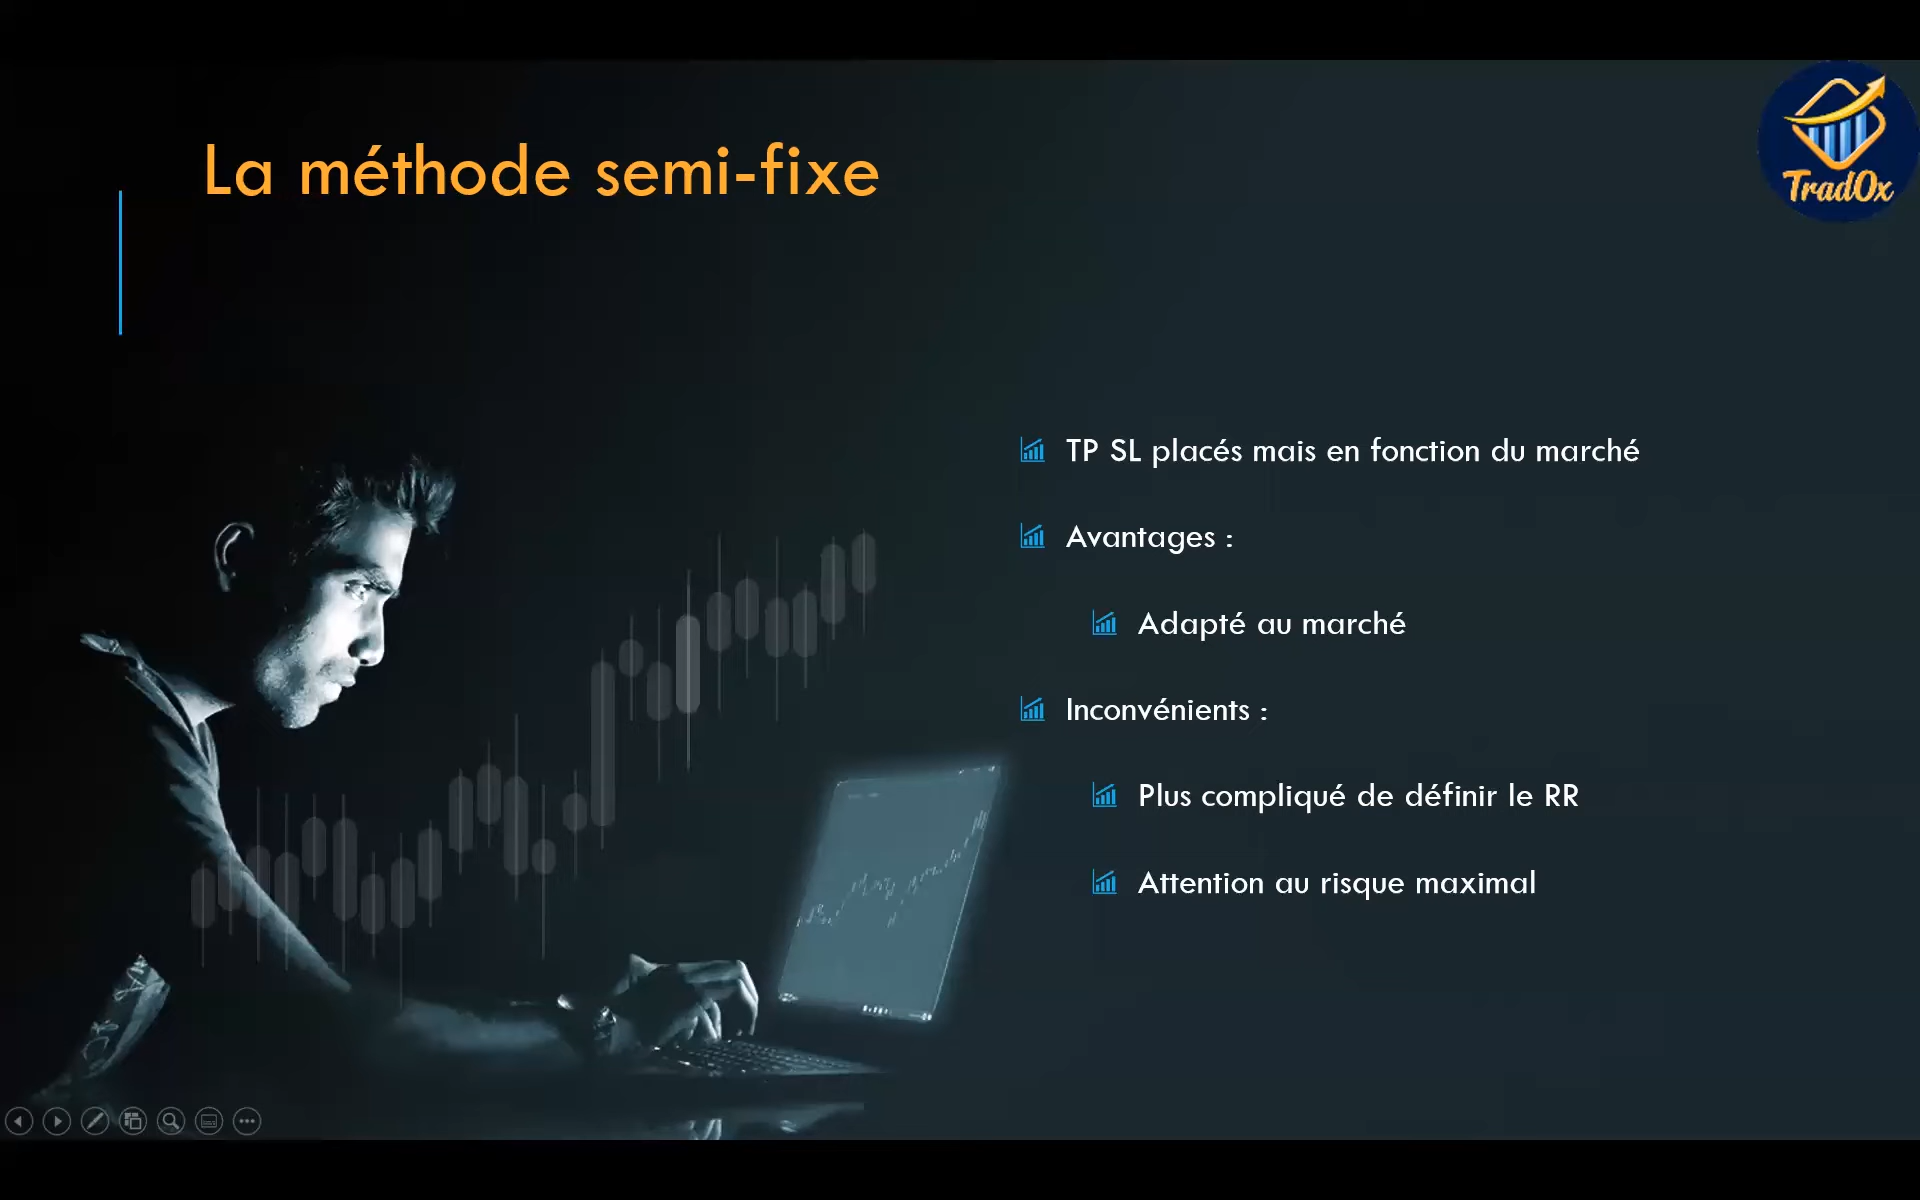 La méthode semi-fixe
TradOx
TP SL placés mais en fonction du marché
Avantages :
Adapté au marché
Inconvénients :
Plus compliqué de définir le RR
Attention au risque maximal